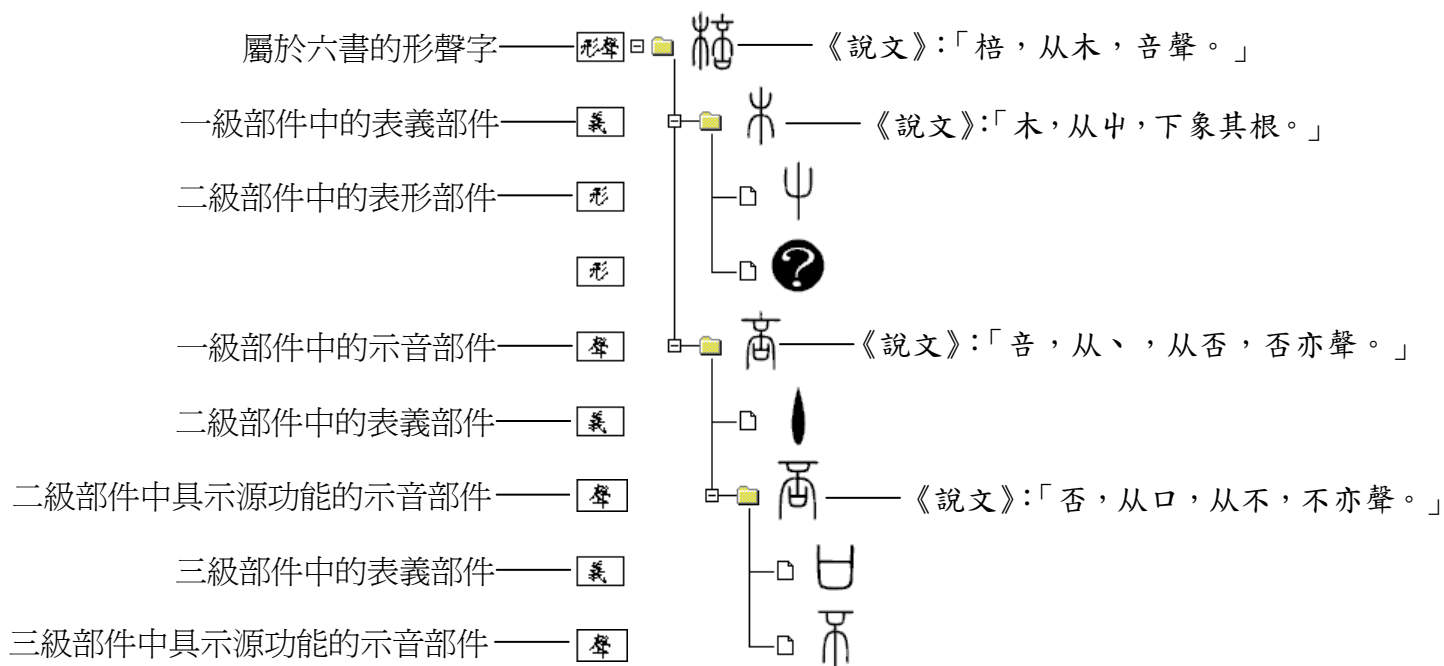 屬於六書的形聲字 形聲 《說文》:「棓,从木,咅聲。」
一級部件中的表義部件 義 《說文》:「木,从屮,下象其根。」
二級部件中的表形部件 形
? 形
一級部件中的示音部件 聲 《說文》:「咅,从丶,从否,否亦聲。」
二級部件中的表義部件 義
二級部件中具示源功能的示音部件 聲 《說文》:「否,从口,从不,不亦聲。」
三級部件中的表義部件 義
三級部件中具示源功能的示音部件 聲